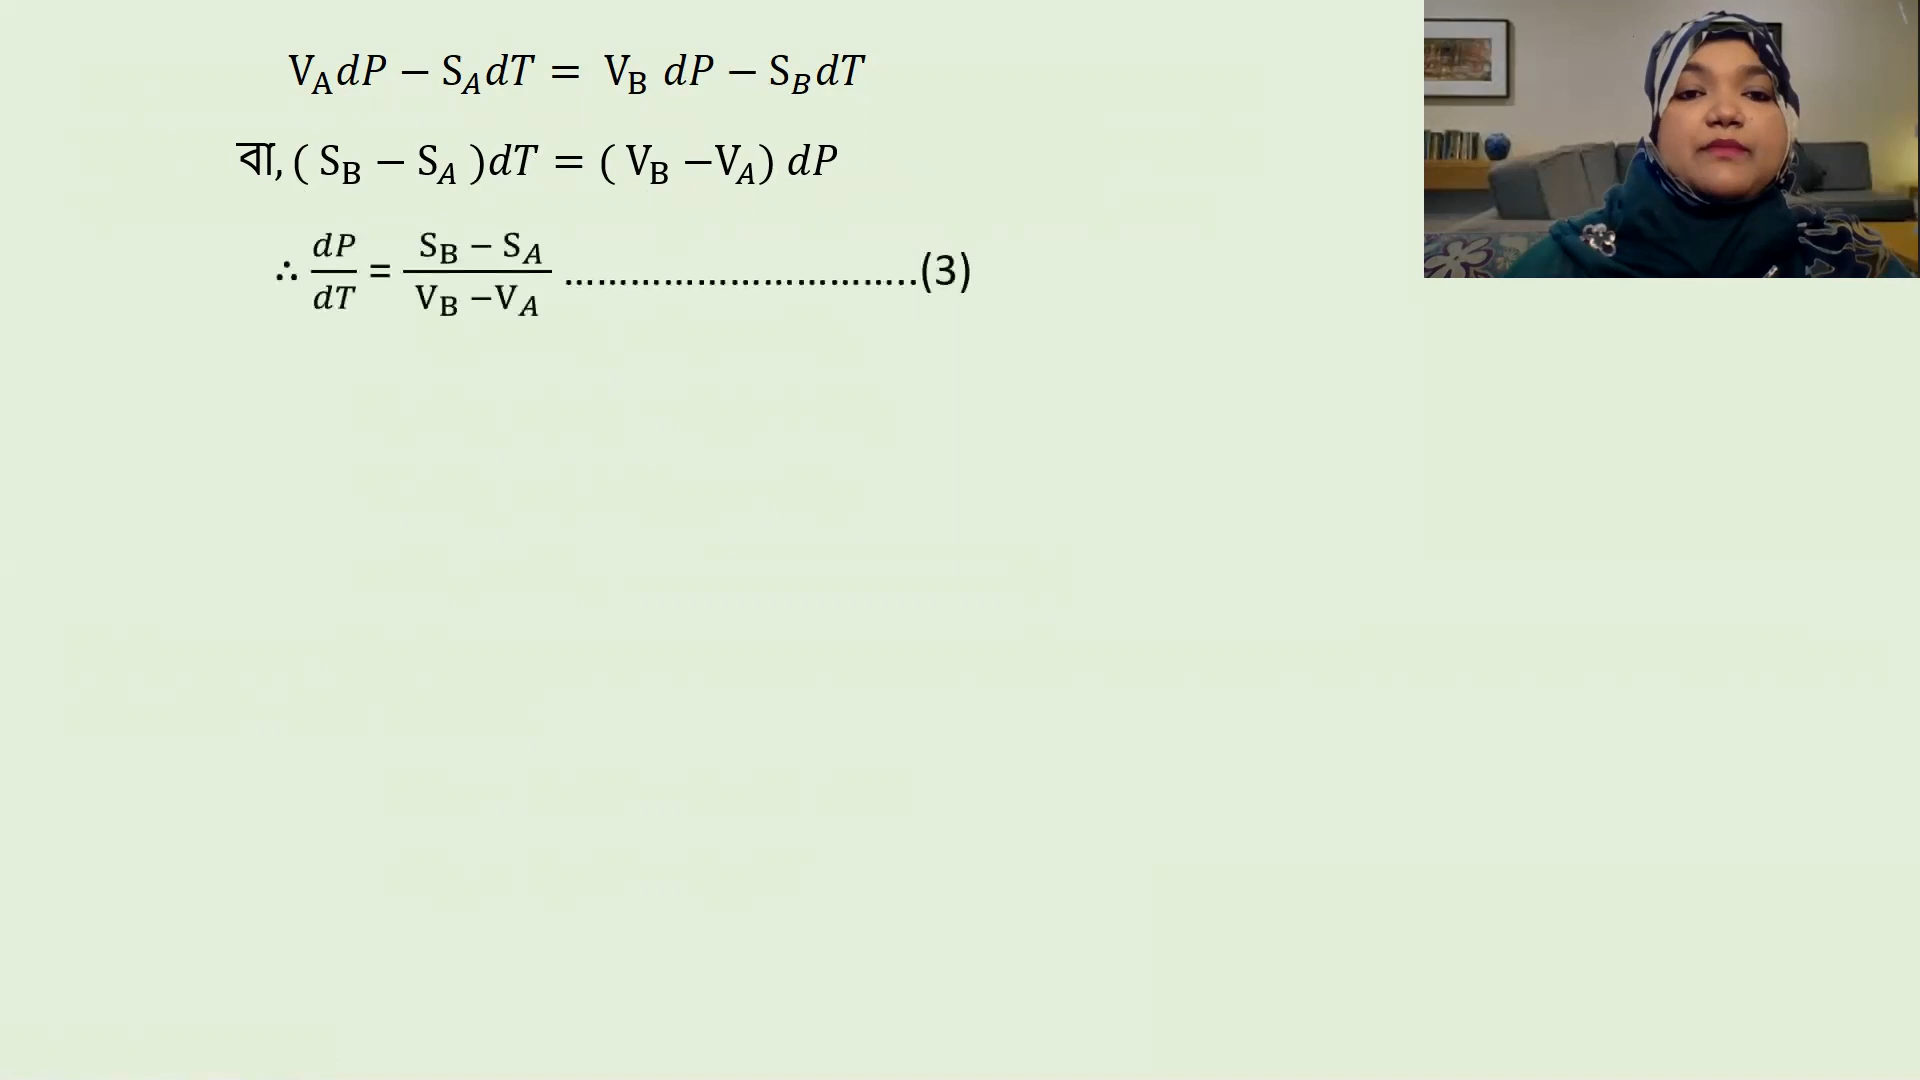 V_A dP − S_A dT = V_B dP − S_B dT
বা, ( S_B − S_A )dT = ( V_B −V_A) dP
∴ dP/dT = (S_B − S_A)/(V_B −V_A) ................................(3)